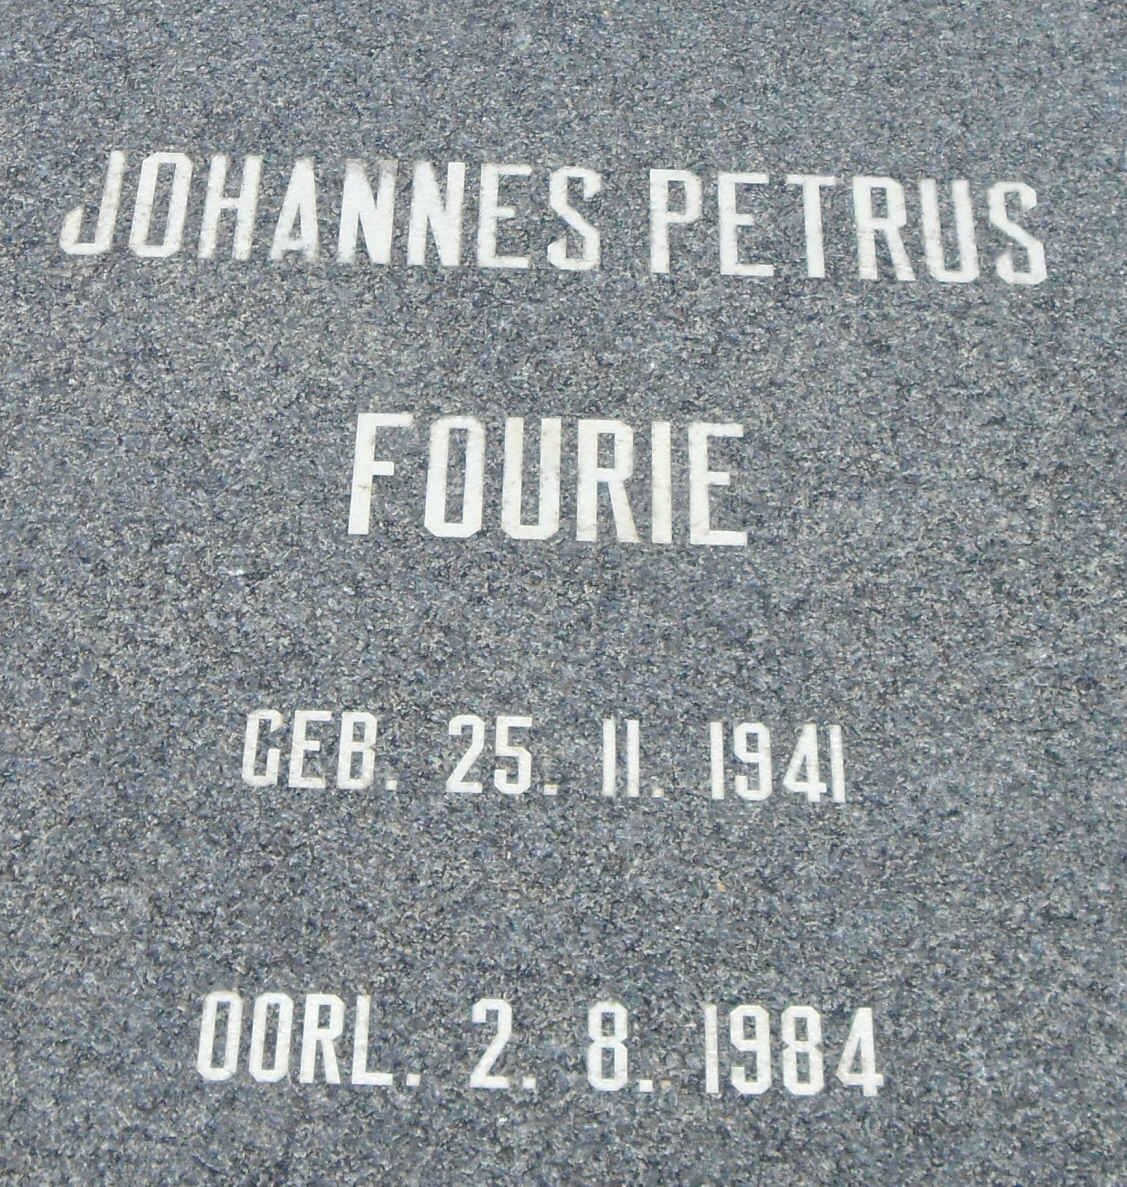 JOHANNES PETRUS
FOURIE
GEB. 25. 11. 1941
OORL. 2. 8. 1984